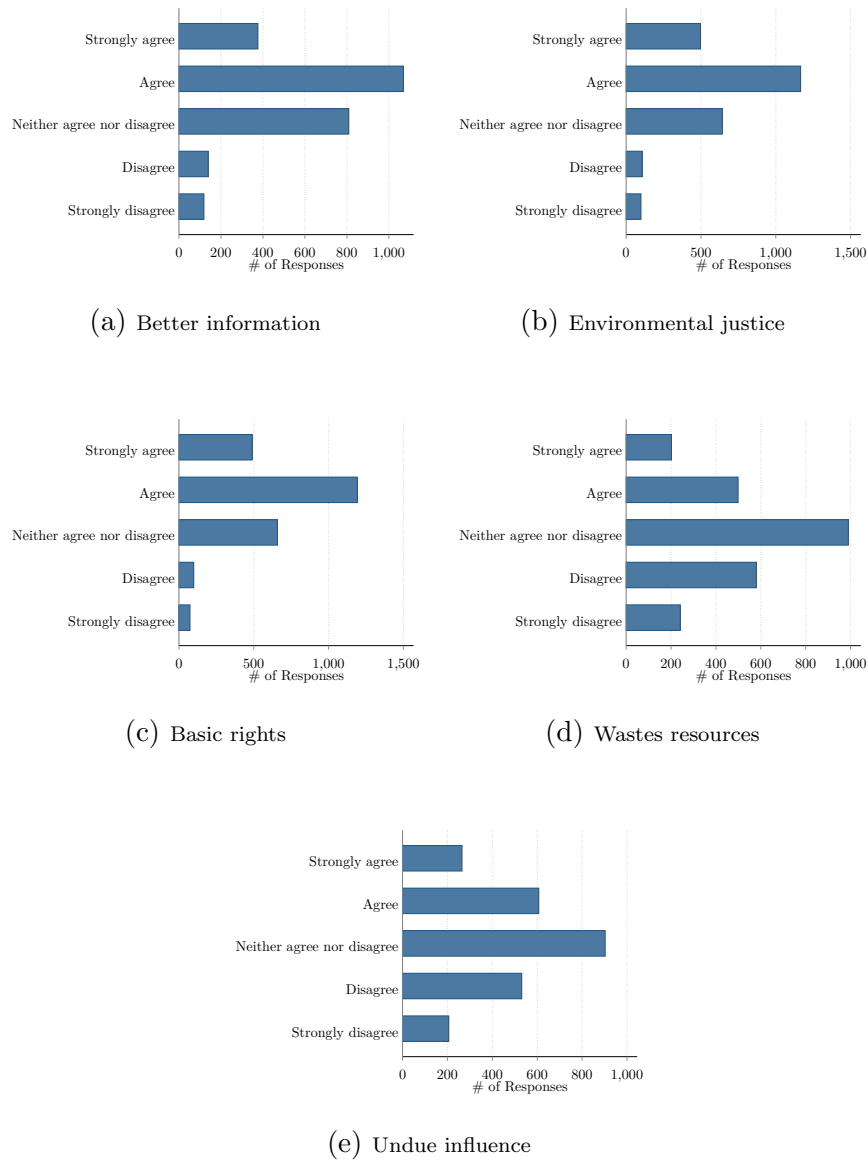 Strongly agree
Agree
Neither agree nor disagree
Disagree
Strongly disagree
0 200 400 600 800 1,000
# of Responses
(a) Better information
Strongly agree
Agree
Neither agree nor disagree
Disagree
Strongly disagree
0 500 1,000 1,500
# of Responses
(b) Environmental justice
Strongly agree
Agree
Neither agree nor disagree
Disagree
Strongly disagree
0 500 1,000 1,500
# of Responses
(c) Basic rights
Strongly agree
Agree
Neither agree nor disagree
Disagree
Strongly disagree
0 200 400 600 800 1,000
# of Responses
(d) Wastes resources
Strongly agree
Agree
Neither agree nor disagree
Disagree
Strongly disagree
0 200 400 600 800 1,000
# of Responses
(e) Undue influence